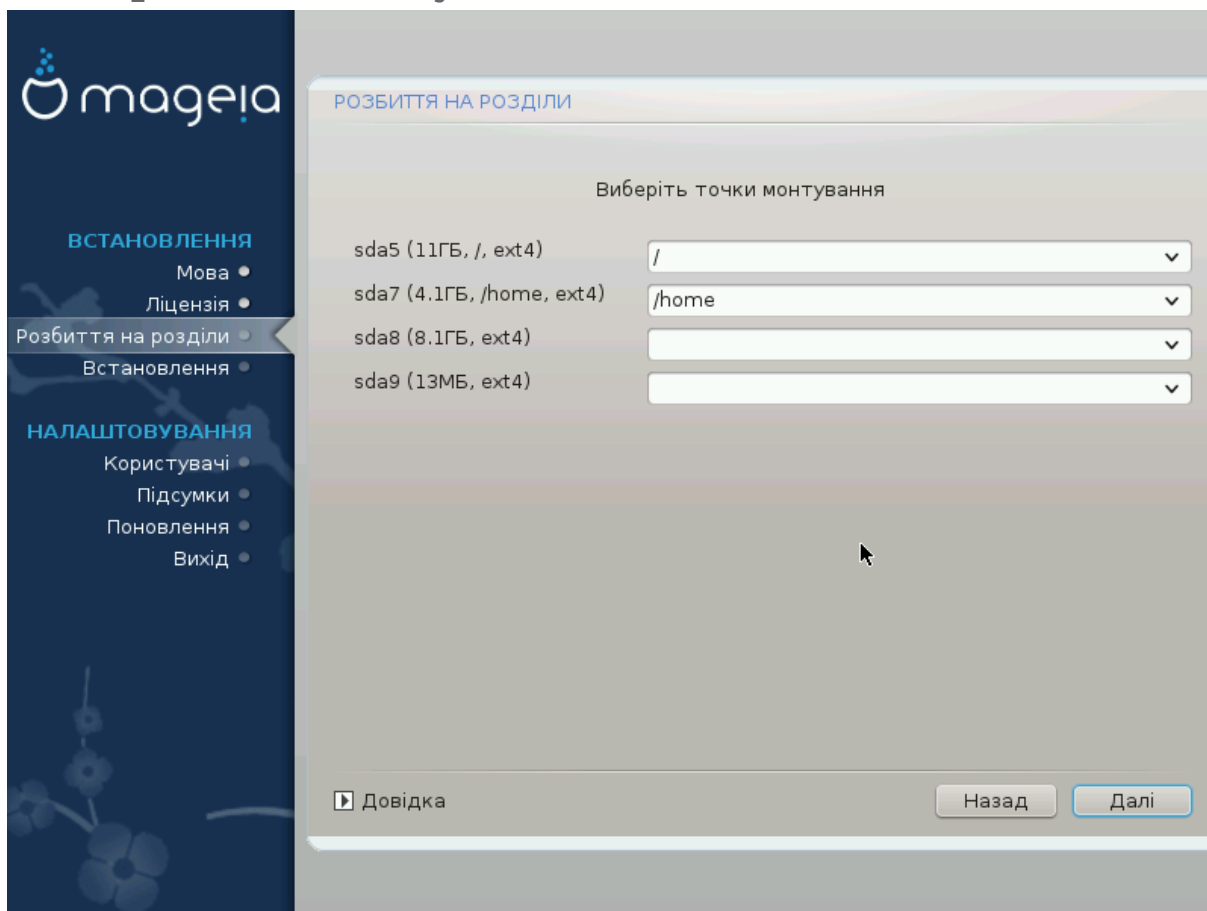 mageia
ВСТАНОВЛЕННЯ
Мова
Ліцензія
Розбиття на розділи
Встановлення
НАЛАШТОВУВАННЯ
Користувачі
Підсумки
Поновлення
Вихід
РОЗБИТТЯ НА РОЗДІЛИ
Виберіть точки монтування
sda5 (11ГБ, /, ext4) /
sda7 (4.1ГБ, /home, ext4) /home
sda8 (8.1ГБ, ext4)
sda9 (13МБ, ext4)
Довідка
Назад Далі